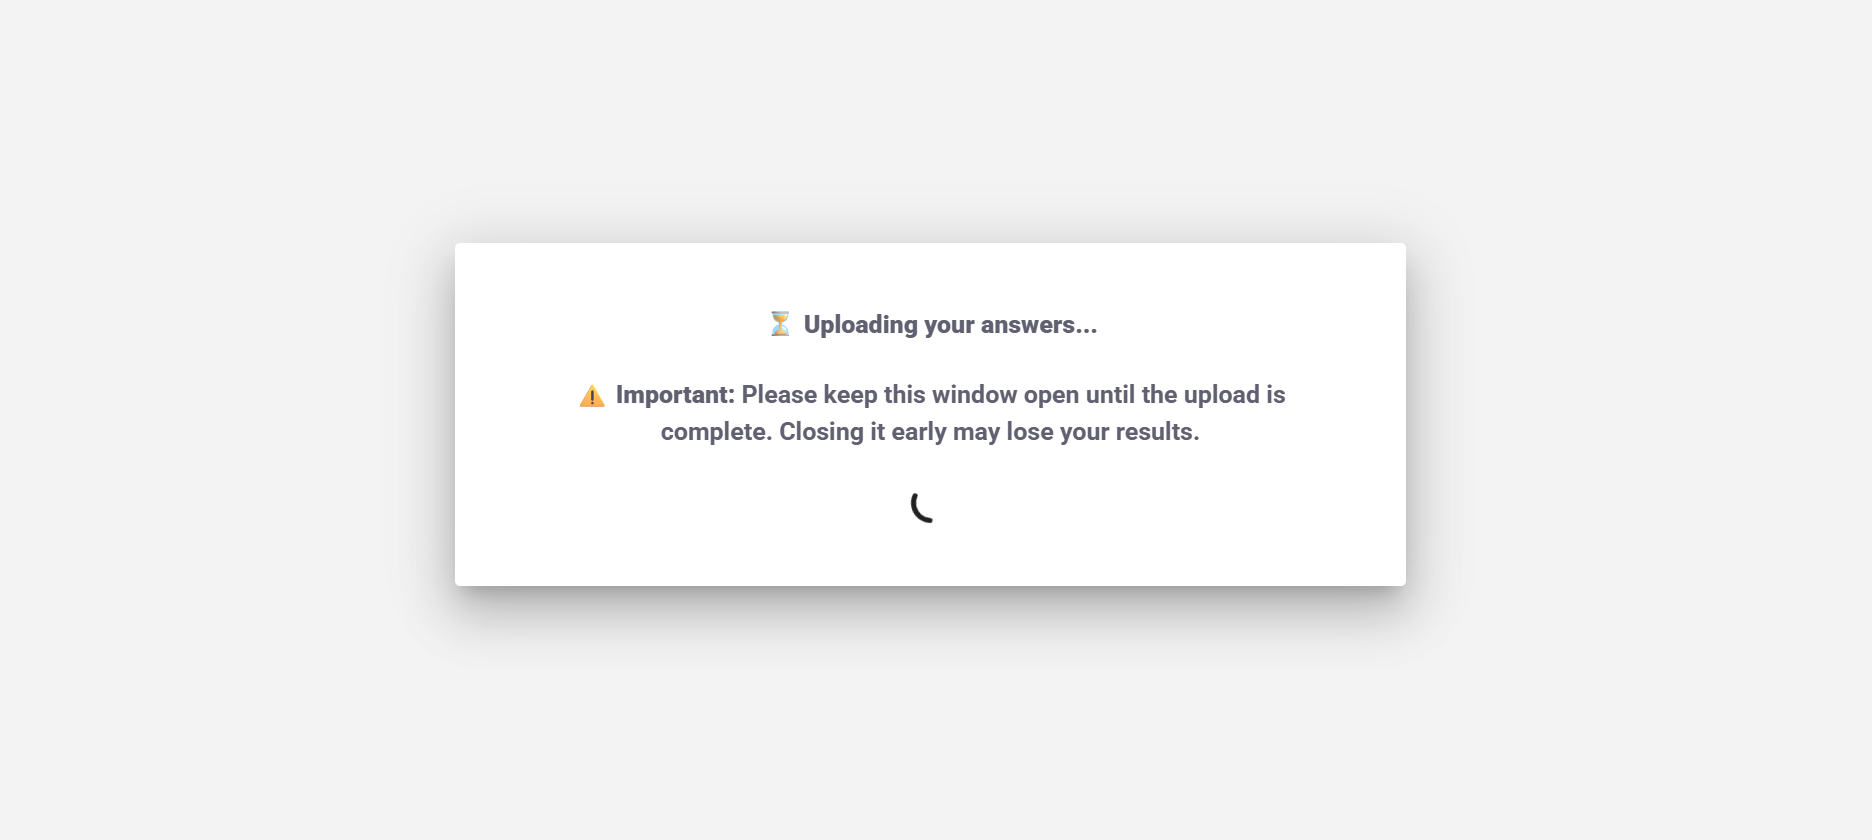 ⏳ Uploading your answers...
⚠️ Important: Please keep this window open until the upload is
complete. Closing it early may lose your results.